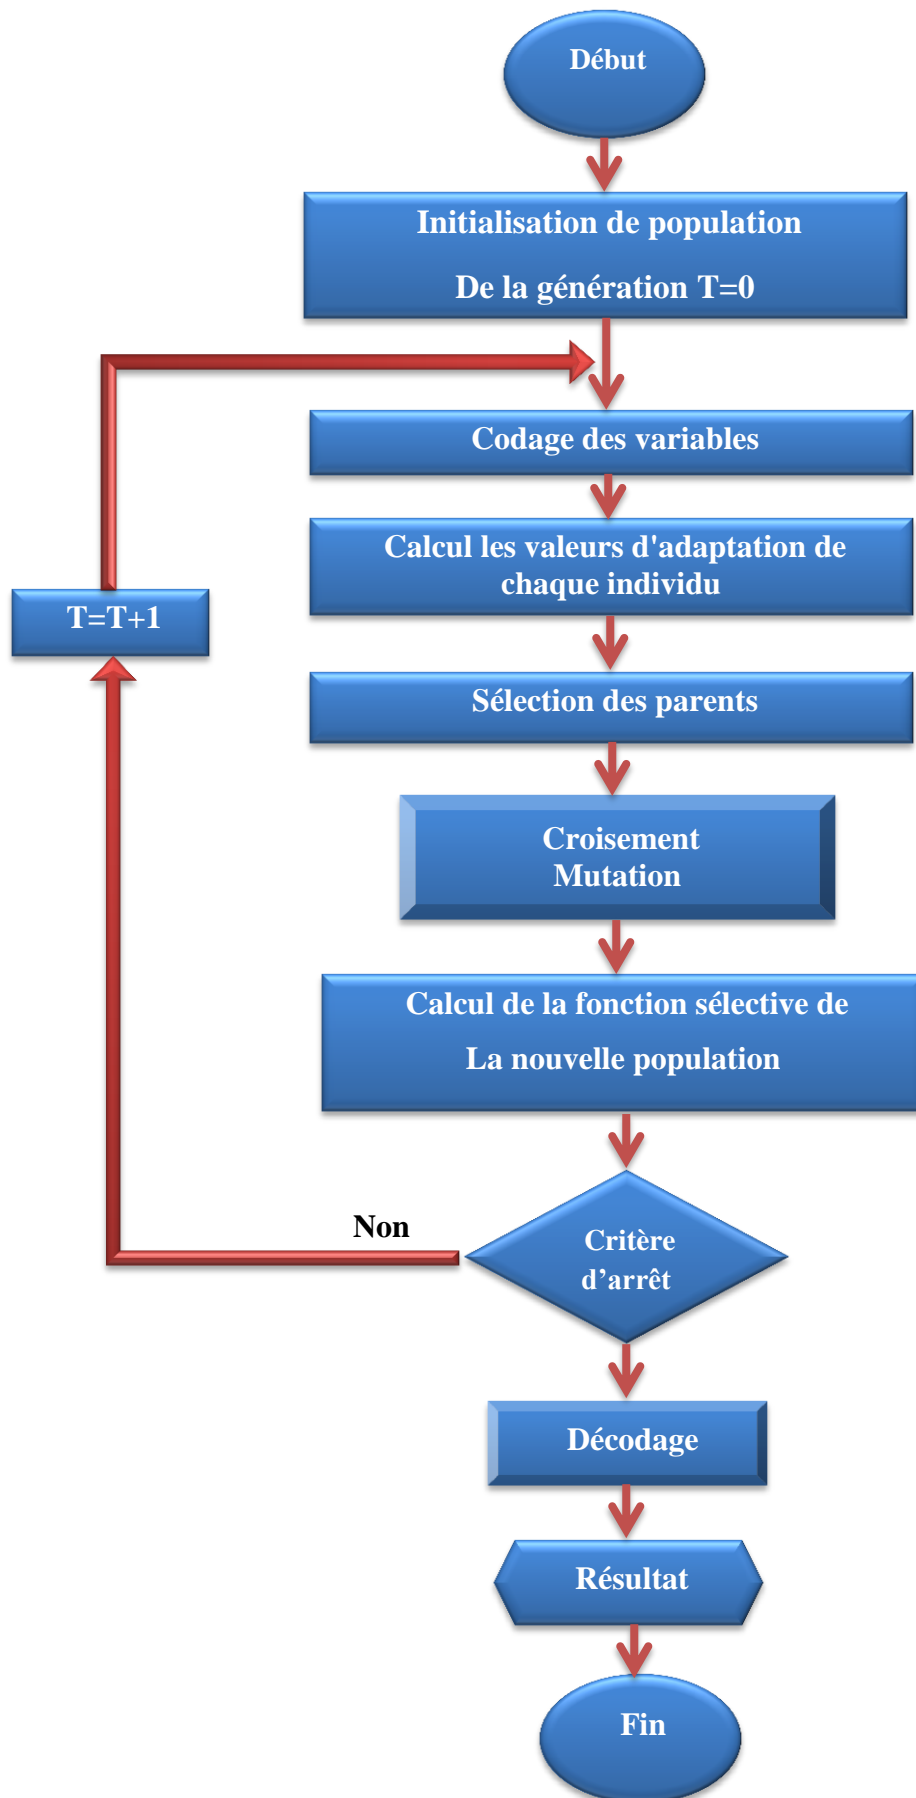 Début
Initialisation de population
De la génération T=0
Codage des variables
Calcul les valeurs d'adaptation de
chaque individu
T=T+1
Sélection des parents
Croisement
Mutation
Calcul de la fonction sélective de
La nouvelle population
Non
Critère
d’arrêt
Décodage
Résultat
Fin